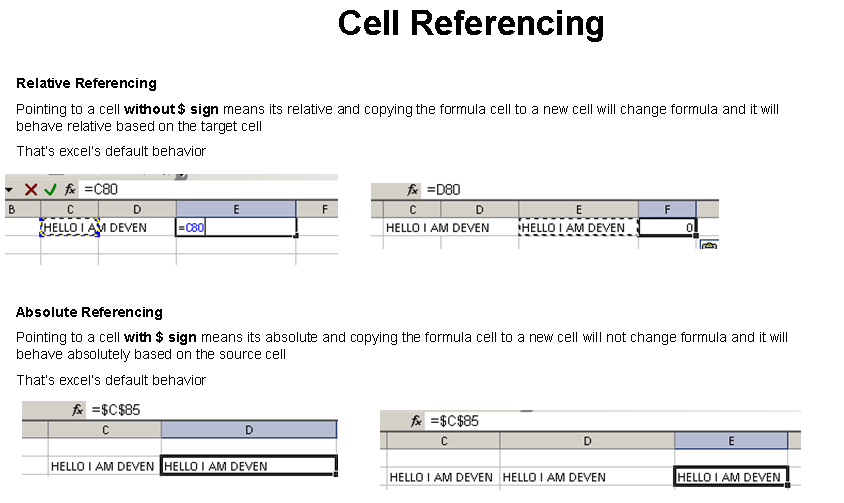 Cell Referencing
Relative Referencing
Pointing to a cell without $ sign means its relative and copying the formula cell to a new cell will change formula and it will
behave relative based on the target cell
That's excel's default behavior
fx =C80
B C D E F
HELLO I AM DEVEN =C80
fx =D80
C D E F
HELLO I AM DEVEN HELLO I AM DEVEN 0
Absolute Referencing
Pointing to a cell with $ sign means its absolute and copying the formula cell to a new cell will not change formula and it will
behave absolutely based on the source cell
That's excel's default behavior
fx =$C$85
C D
HELLO I AM DEVEN HELLO I AM DEVEN
fx =$C$85
C D E
HELLO I AM DEVEN HELLO I AM DEVEN HELLO I AM DEVEN